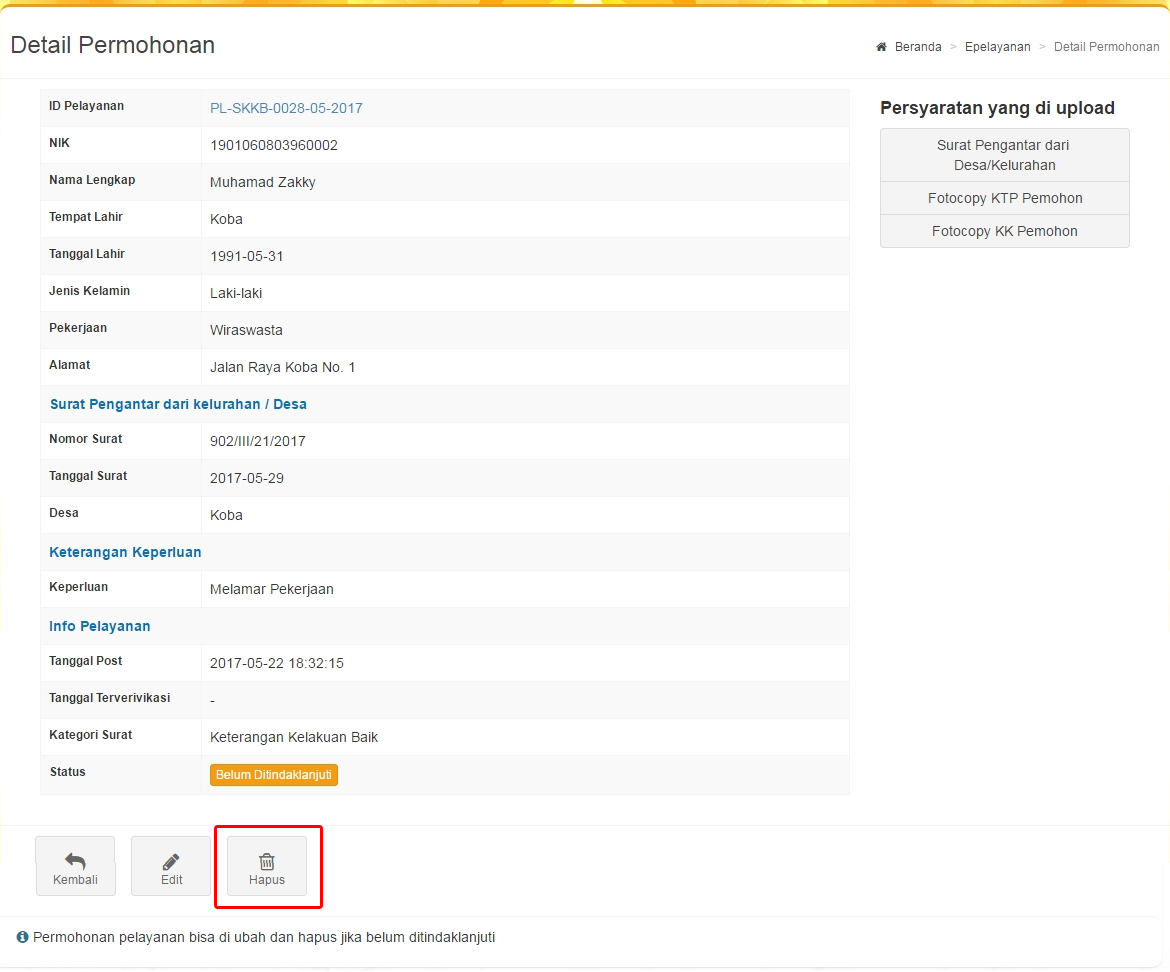 Detail Permohonan
Beranda > Epelayanan > Detail Permohonan
ID Pelayanan PL-SKKB-0028-05-2017
NIK 1901060803960002
Nama Lengkap Muhamad Zakky
Tempat Lahir Koba
Tanggal Lahir 1991-05-31
Jenis Kelamin Laki-laki
Pekerjaan Wiraswasta
Alamat Jalan Raya Koba No. 1
Surat Pengantar dari kelurahan / Desa
Nomor Surat 902/III/21/2017
Tanggal Surat 2017-05-29
Desa Koba
Keterangan Keperluan
Keperluan Melamar Pekerjaan
Info Pelayanan
Tanggal Post 2017-05-22 18:32:15
Tanggal Terverivikasi -
Kategori Surat Keterangan Kelakuan Baik
Status Belum Ditindaklanjuti
Persyaratan yang di upload
Surat Pengantar dari
Desa/Kelurahan
Fotocopy KTP Pemohon
Fotocopy KK Pemohon
Kembali Edit Hapus
Permohonan pelayanan bisa di ubah dan hapus jika belum ditindaklanjuti